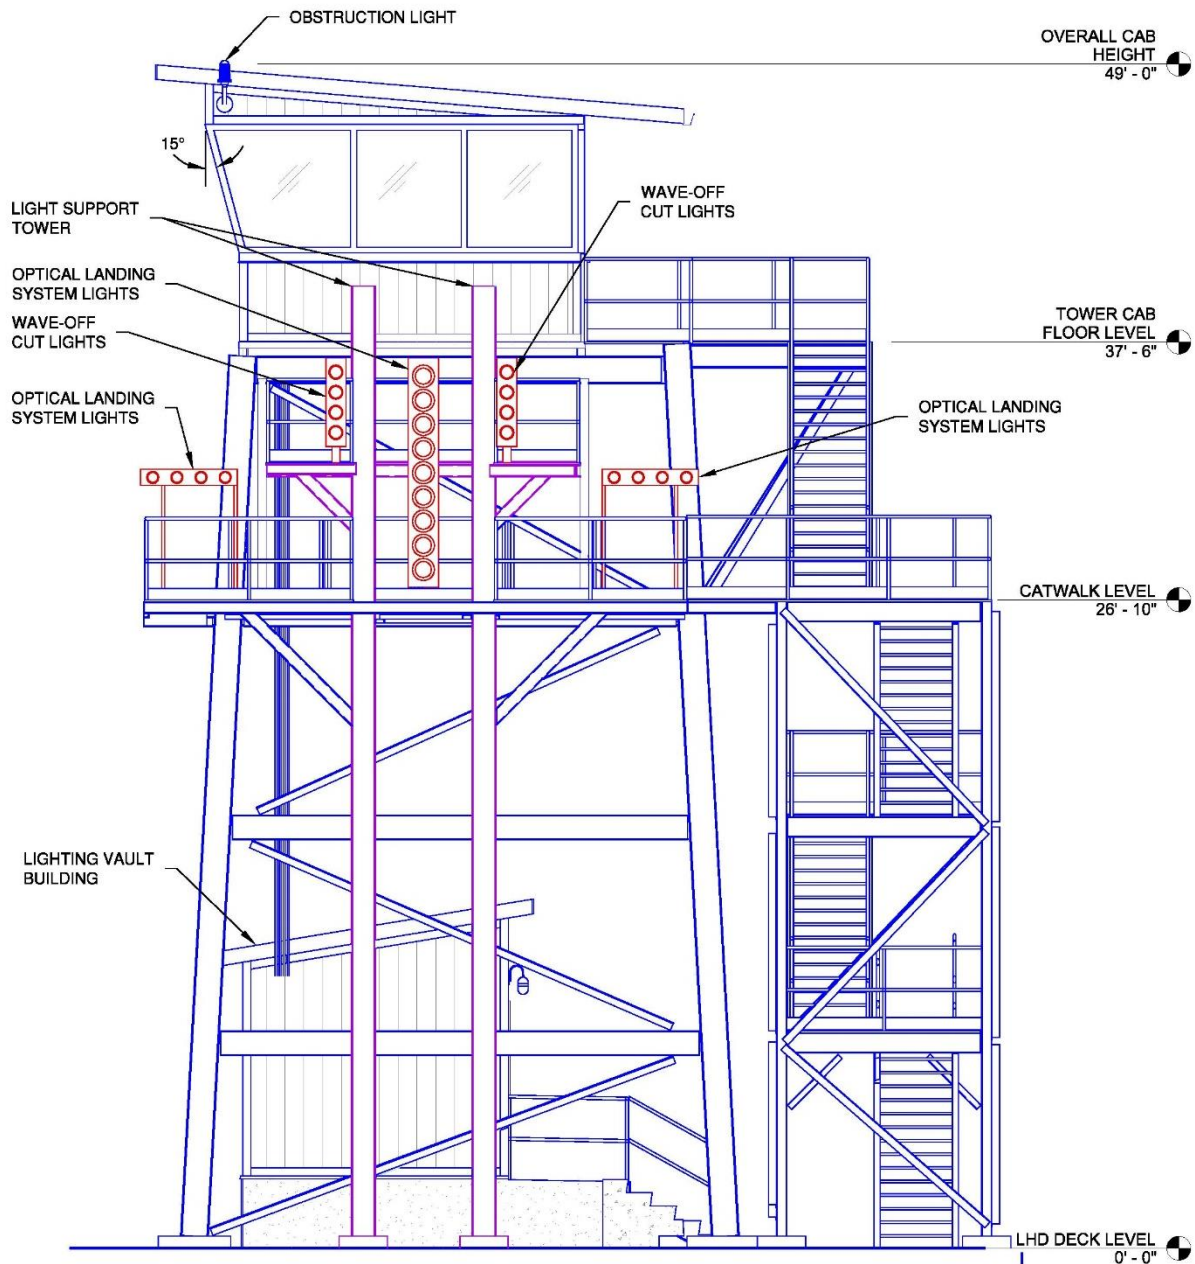 OBSTRUCTION LIGHT
OVERALL CAB
HEIGHT
49' - 0"
15°
WAVE-OFF
CUT LIGHTS
LIGHT SUPPORT
TOWER
OPTICAL LANDING
SYSTEM LIGHTS
WAVE-OFF
CUT LIGHTS
TOWER CAB
FLOOR LEVEL
37' - 6"
OPTICAL LANDING
SYSTEM LIGHTS
OPTICAL LANDING
SYSTEM LIGHTS
CATWALK LEVEL
26' - 10"
LIGHTING VAULT
BUILDING
LHD DECK LEVEL
0' - 0"